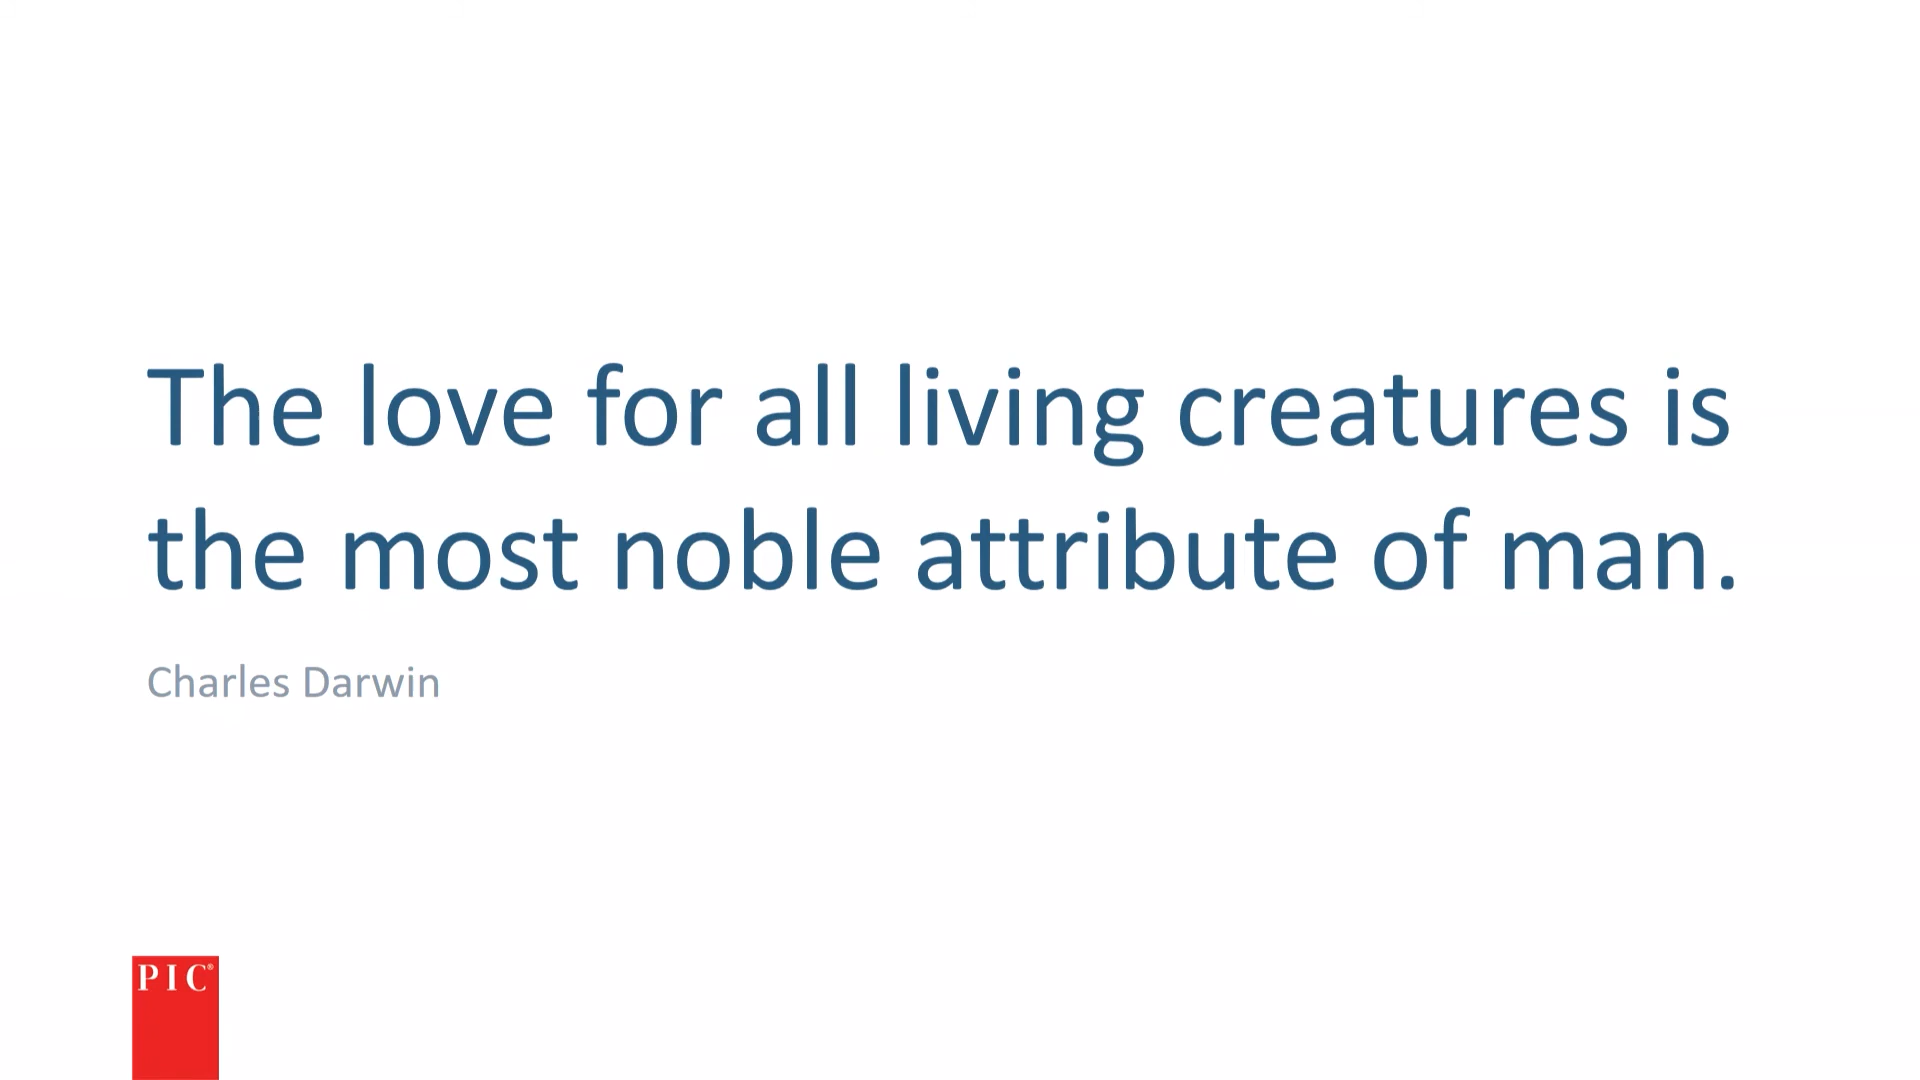 The love for all living creatures is
the most noble attribute of man.
Charles Darwin
PIC®